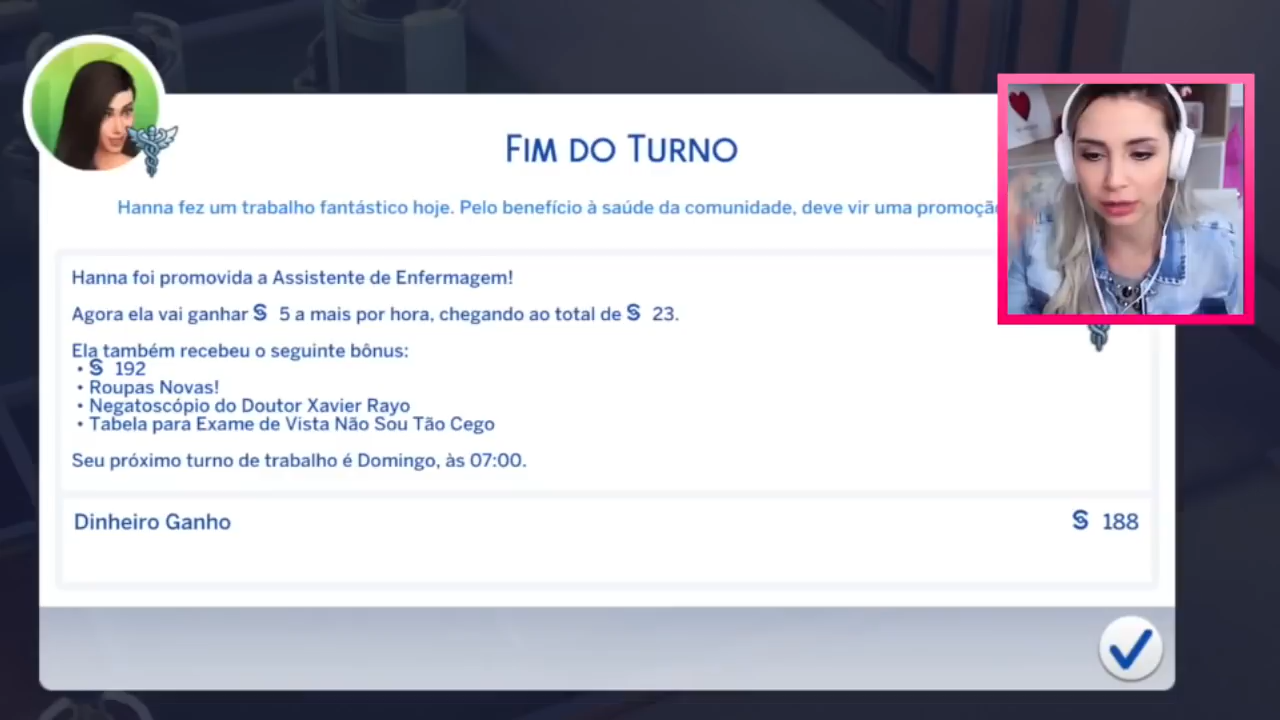 FIM DO TURNO
Hanna fez um trabalho fantástico hoje. Pelo benefício à saúde da comunidade, deve vir uma promoção
Hanna foi promovida a Assistente de Enfermagem!
Agora ela vai ganhar § 5 a mais por hora, chegando ao total de § 23.
Ela também recebeu o seguinte bônus:
• § 192
• Roupas Novas!
• Negatoscópio do Doutor Xavier Rayo
• Tabela para Exame de Vista Não Sou Tão Cego
Seu próximo turno de trabalho é Domingo, às 07:00.
Dinheiro Ganho § 188